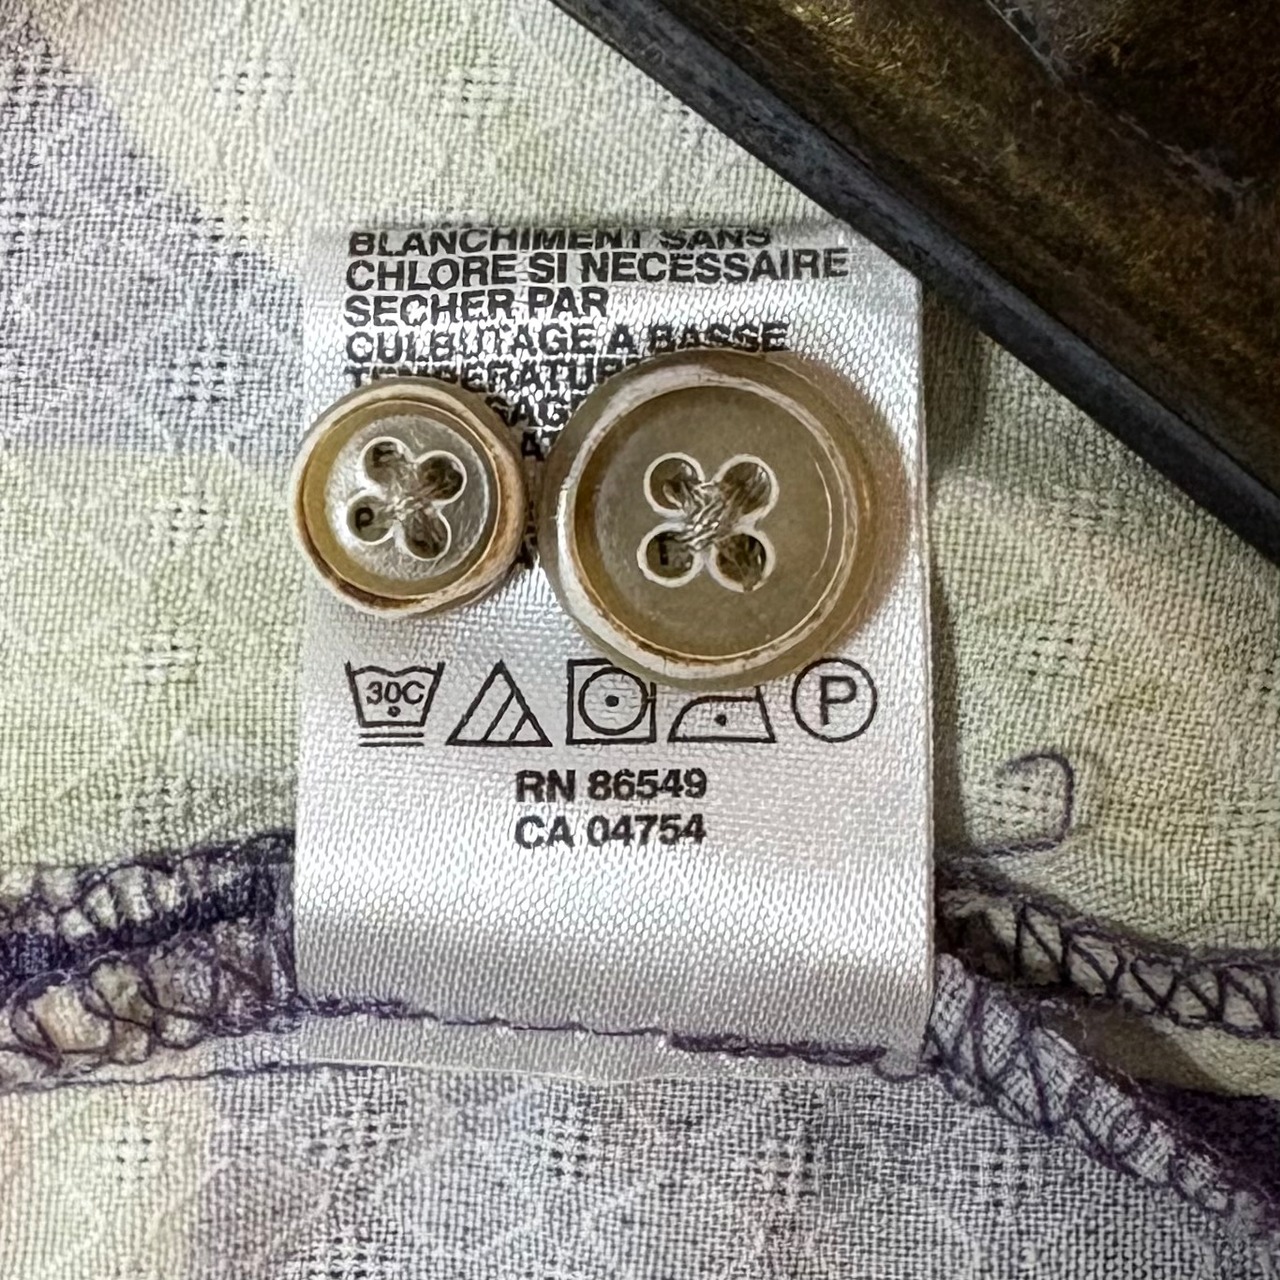 BLANCHIMENT SANS
CHLORE SI NECESSAIRE
SECHER PAR
CULBUTAGE A BASSE
30C P
RN 86549
CA 04754